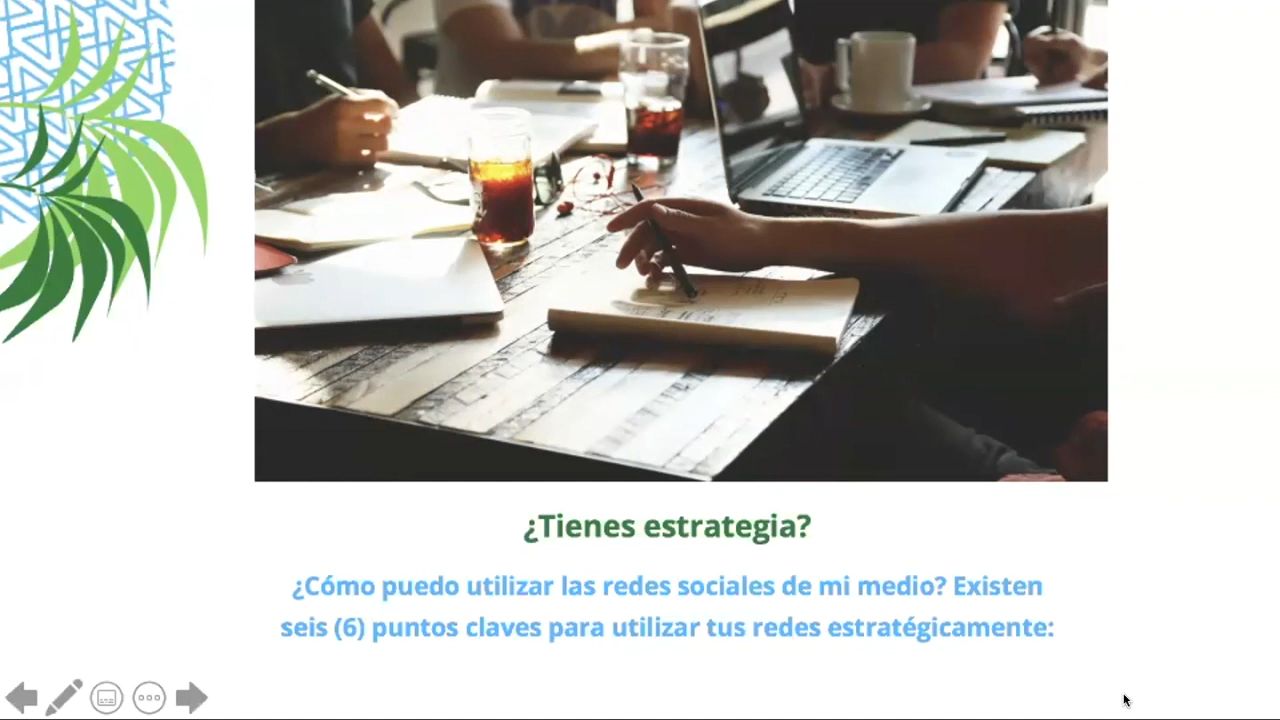 ¿Tienes estrategia?
¿Cómo puedo utilizar las redes sociales de mi medio? Existen
seis (6) puntos claves para utilizar tus redes estratégicamente: